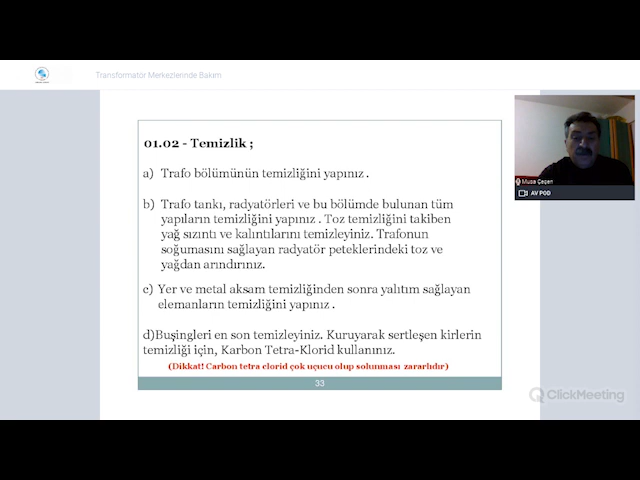 Transformatör Merkezlerinde Bakım
01.02 - Temizlik ;
a) Trafo bölümünün temizliğini yapınız .
b) Trafo tankı, radyatörleri ve bu bölümde bulunan tüm
yapıların temizliğini yapınız . Toz temizliğini takiben
yağ sızıntı ve kalıntılarını temizleyiniz. Trafonun
soğumasını sağlayan radyatör peteklerindeki toz ve
yağdan arındırınız.
c) Yer ve metal aksam temizliğinden sonra yalıtım sağlayan
elemanların temizliğini yapınız .
d)Buşingleri en son temizleyiniz. Kuruyarak sertleşen kirlerin
temizliği için, Karbon Tetra-Klorid kullanınız.
(Dikkat! Carbon tetra clorid çok uçucu olup solunması zararlıdır)
33
Musa Çeçen
AV POD
ClickMeeting